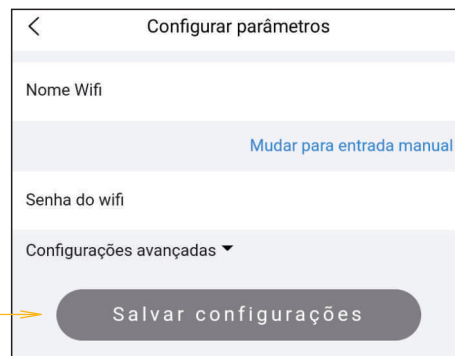 Configurar parâmetros
Nome Wifi
Mudar para entrada manual
Senha do wifi
Configurações avançadas
Salvar configurações